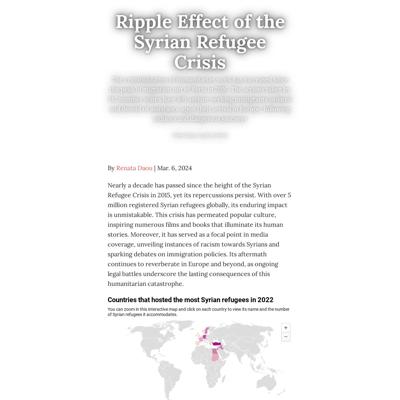 Ripple Effect of the
Syrian Refugee
Crisis
By Renata Daou | Mar. 6, 2024
Nearly a decade has passed since the height of the Syrian
Refugee Crisis in 2015, yet its repercussions persist. With over 5
million registered Syrian refugees globally, its enduring impact
is unmistakable. This crisis has permeated popular culture,
inspiring numerous films and books that illuminate its human
stories. Moreover, it has served as a focal point in media
coverage, unveiling instances of racism towards Syrians and
sparking debates on immigration policies. Its aftermath
continues to reverberate in Europe and beyond, as ongoing
legal battles underscore the lasting consequences of this
humanitarian catastrophe.
Countries that hosted the most Syrian refugees in 2022
You can zoom in this interactive map and click on each country to view its name and the number
of Syrian refugees it accommodates.
+
−